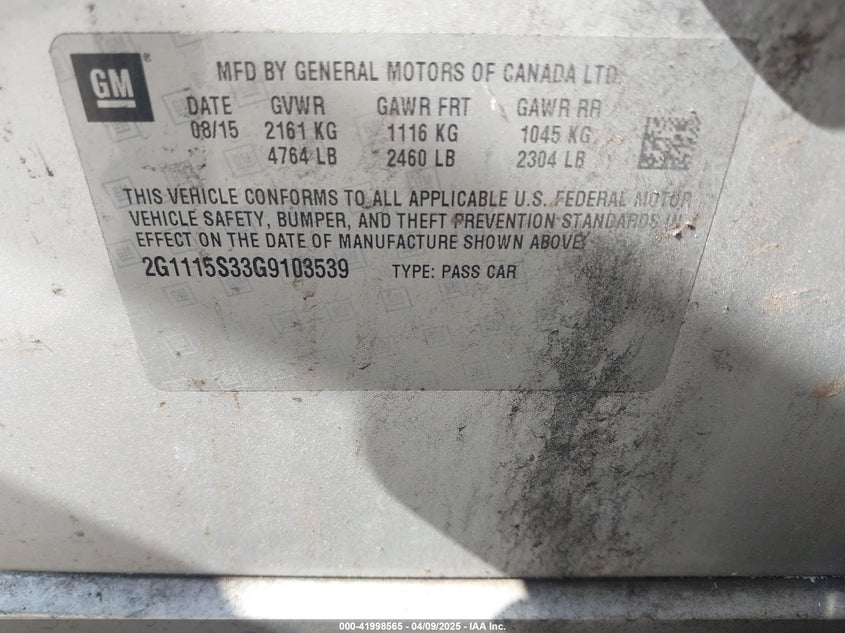 GM
®
MFD BY GENERAL MOTORS OF CANADA LTD
DATE GVWR GAWR FRT GAWR RR
08/15 2161 KG 1116 KG 1045 KG
4764 LB 2460 LB 2304 LB
THIS VEHICLE CONFORMS TO ALL APPLICABLE U.S. FEDERAL MOTOR
VEHICLE SAFETY, BUMPER, AND THEFT PREVENTION STANDARDS IN
EFFECT ON THE DATE OF MANUFACTURE SHOWN ABOVE.
2G1115S33G9103539 TYPE: PASS CAR
000-41998565 | 04/09/2025 | IAA Inc.